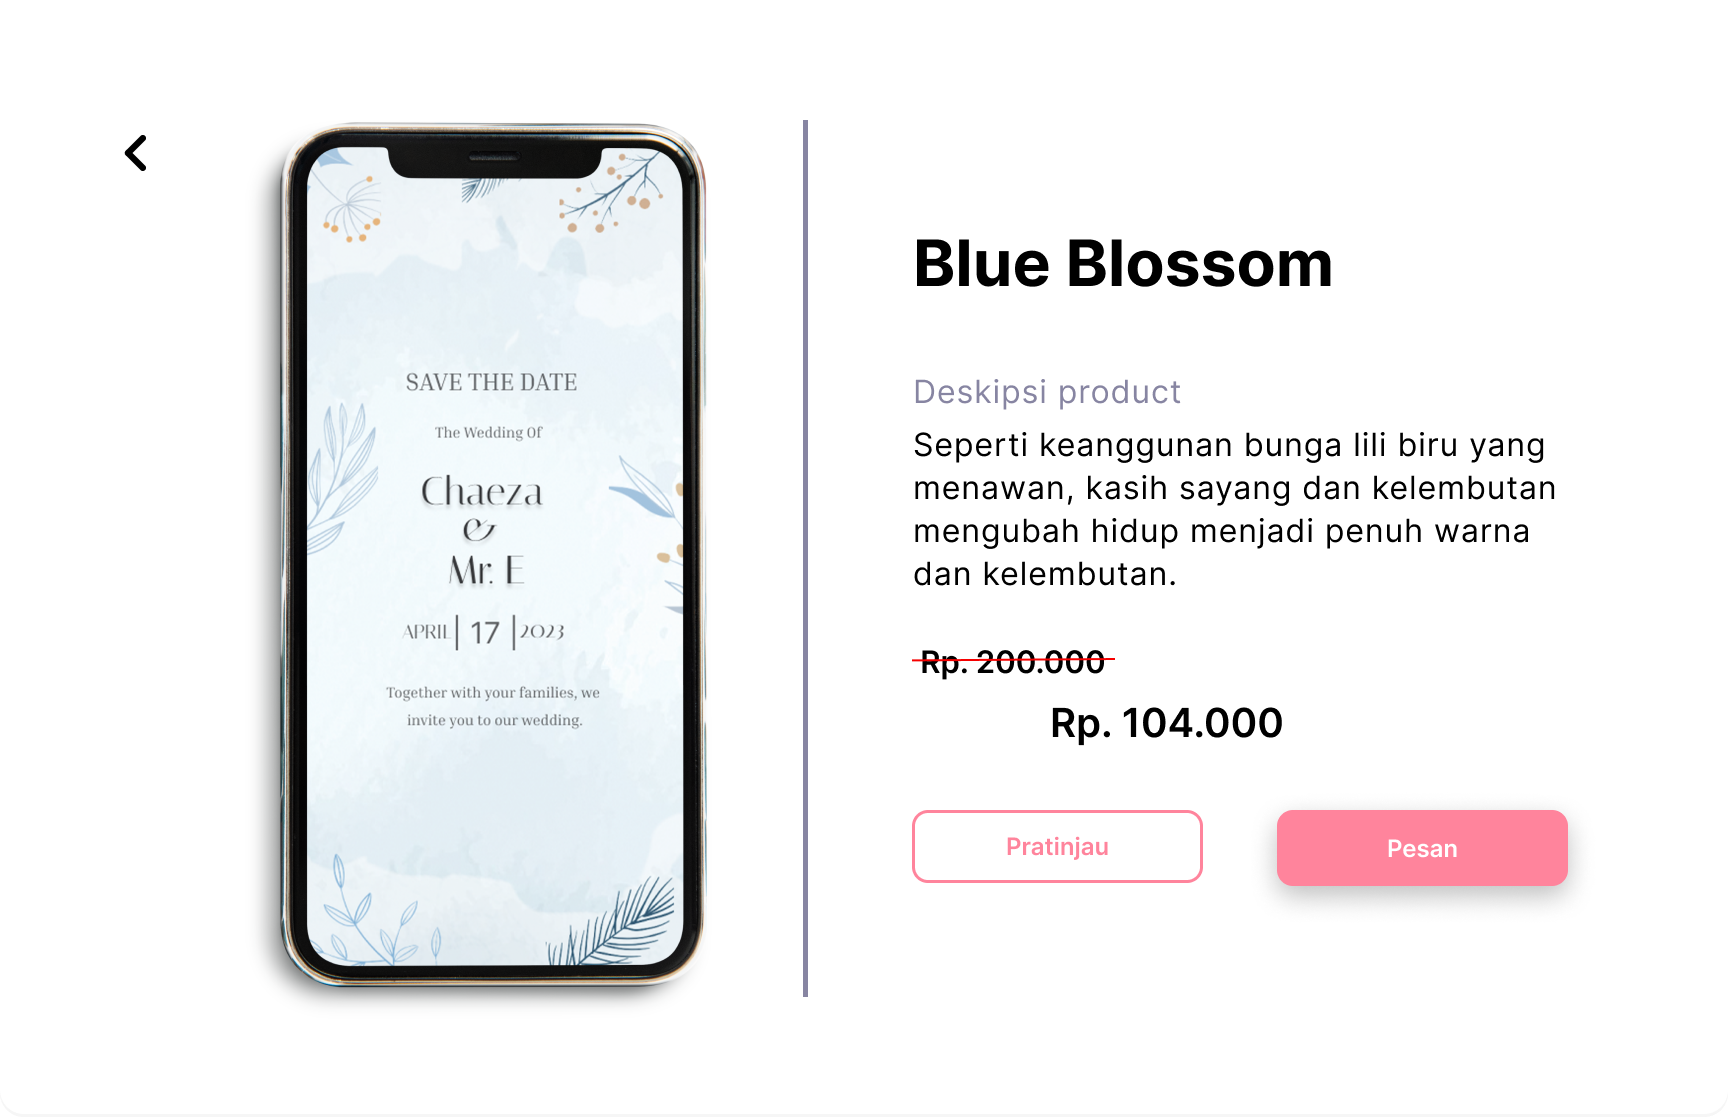 SAVE THE DATE
The Wedding Of
Chaeza
&
Mr. E
APRIL 17 2023
Together with your families, we
invite you to our wedding.
Blue Blossom
Deskipsi product
Seperti keanggunan bunga lili biru yang
menawan, kasih sayang dan kelembutan
mengubah hidup menjadi penuh warna
dan kelembutan.
Rp. 200.000
Rp. 104.000
Pratinjau
Pesan